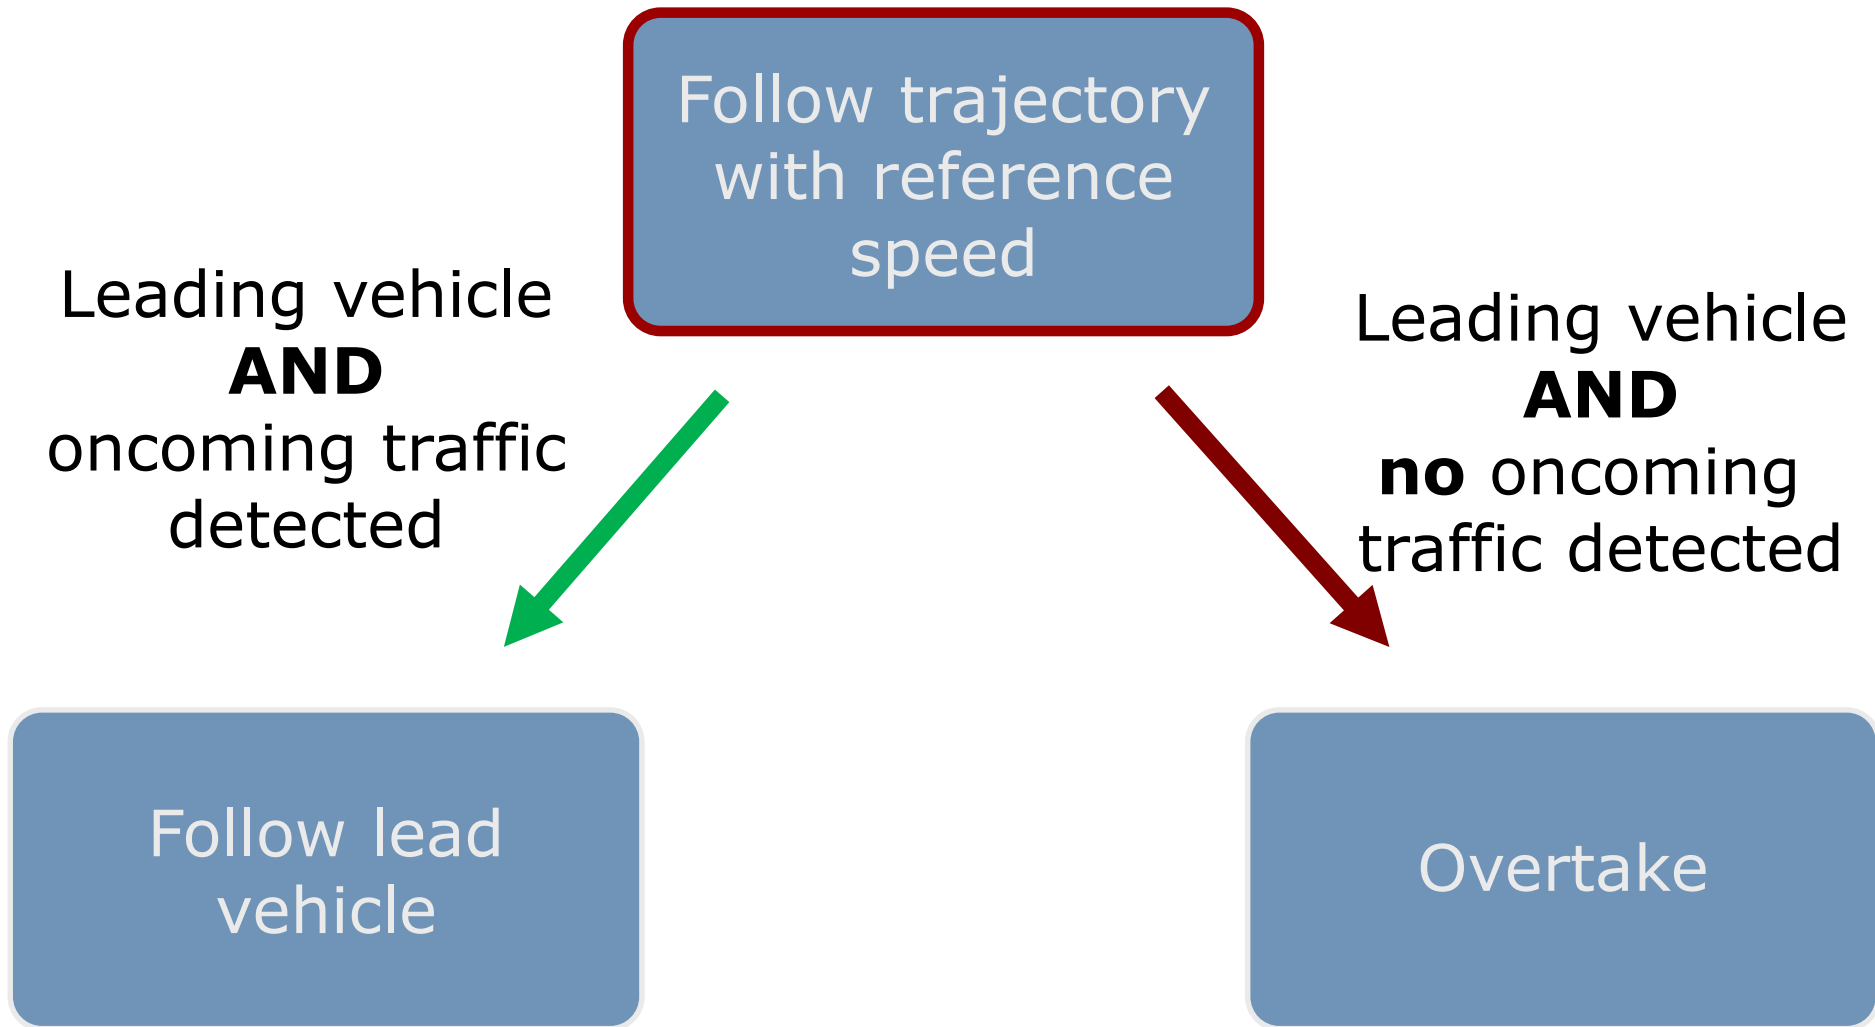 Follow trajectory
with reference
speed
Leading vehicle
AND
oncoming traffic
detected
Leading vehicle
AND
no oncoming
traffic detected
Follow lead
vehicle
Overtake